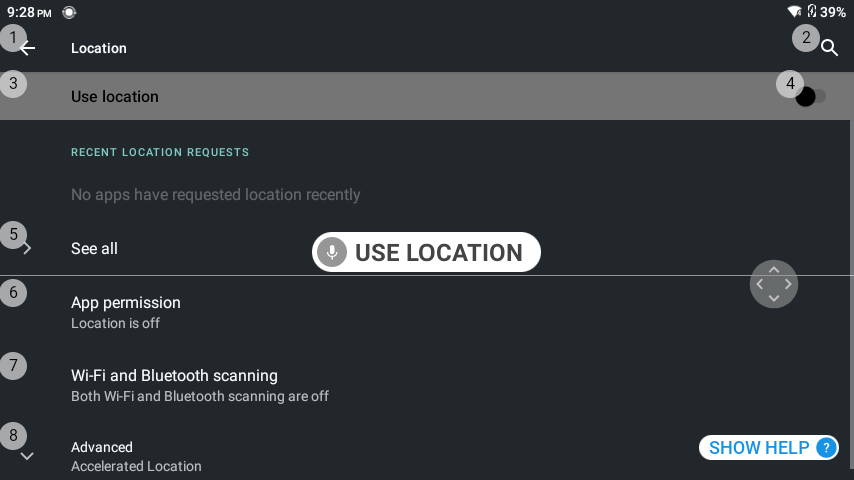 9:28 PM 39%
1 Location 2
3 Use location 4
RECENT LOCATION REQUESTS
No apps have requested location recently
5 See all
USE LOCATION
6 App permission
Location is off
7 Wi-Fi and Bluetooth scanning
Both Wi-Fi and Bluetooth scanning are off
8 Advanced
Accelerated Location
SHOW HELP ?